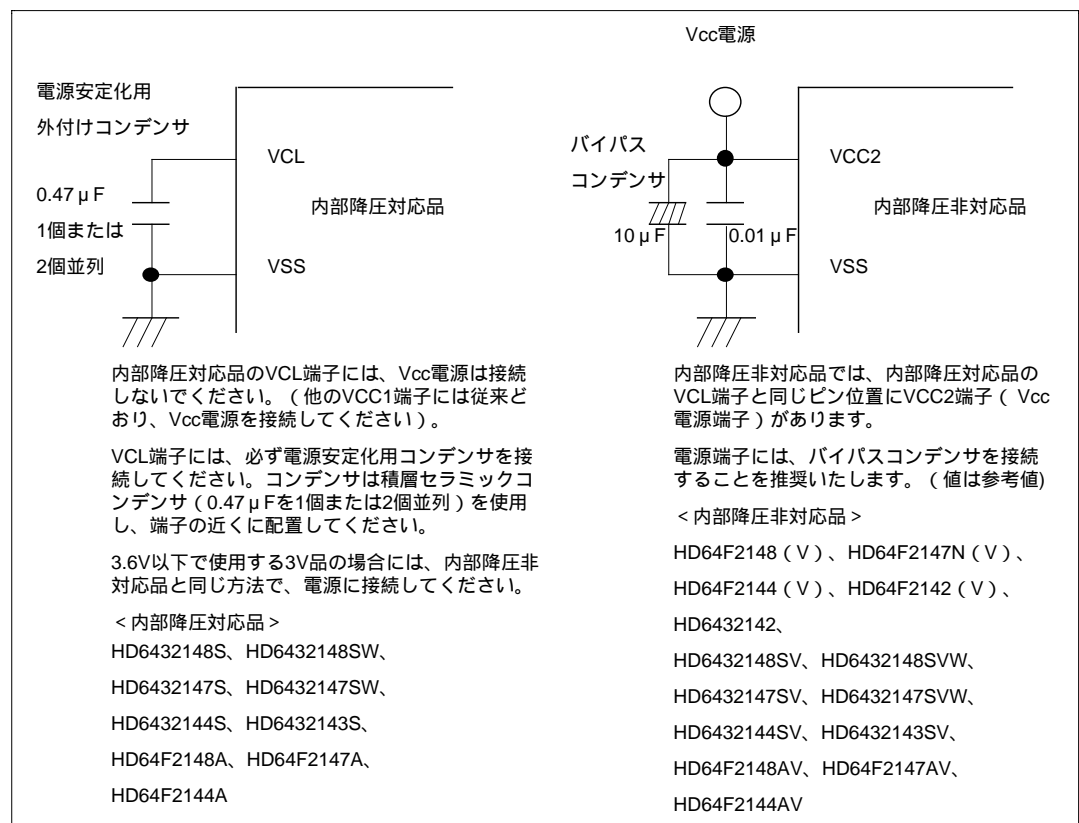 電源安定化用
外付けコンデンサ
VCL
0.47 μ F
1個または
2個並列
内部降圧対応品
VSS
内部降圧対応品のVCL端子には、Vcc電源は接続
しないでください。（他のVCC1端子には従来ど
おり、Vcc電源を接続してください）。
VCL端子には、必ず電源安定化用コンデンサを接
続してください。コンデンサは積層セラミックコ
ンデンサ（0.47 μ Fを1個または2個並列）を使用
し、端子の近くに配置してください。
3.6V以下で使用する3V品の場合には、内部降圧非
対応品と同じ方法で、電源に接続してください。
＜内部降圧対応品＞
HD6432148S、HD6432148SW、
HD6432147S、HD6432147SW、
HD6432144S、HD6432143S、
HD64F2148A、HD64F2147A、
HD64F2144A
Vcc電源
バイパス
コンデンサ
VCC2
内部降圧非対応品
10 μ F
0.01 μ F
VSS
内部降圧非対応品では、内部降圧対応品の
VCL端子と同じピン位置にVCC2端子（ Vcc
電源端子）があります。
電源端子には、バイパスコンデンサを接続
することを推奨いたします。（値は参考値)
＜内部降圧非対応品＞
HD64F2148（V）、HD64F2147N（V）、
HD64F2144（V）、HD64F2142（V）、
HD6432142、
HD6432148SV、HD6432148SVW、
HD6432147SV、HD6432147SVW、
HD6432144SV、HD6432143SV、
HD64F2148AV、HD64F2147AV、
HD64F2144AV